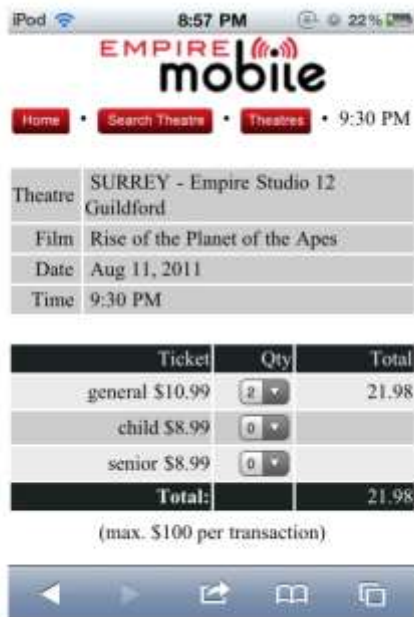 iPod 8:57 PM 22%
EMPIRE
mobile
Home • Search Theatre • Theatres • 9:30 PM
Theatre SURREY - Empire Studio 12
Guildford
Film Rise of the Planet of the Apes
Date Aug 11, 2011
Time 9:30 PM
Ticket Qty Total
general $10.99 2 21.98
child $8.99 0
senior $8.99 0
Total: 21.98
(max. $100 per transaction)